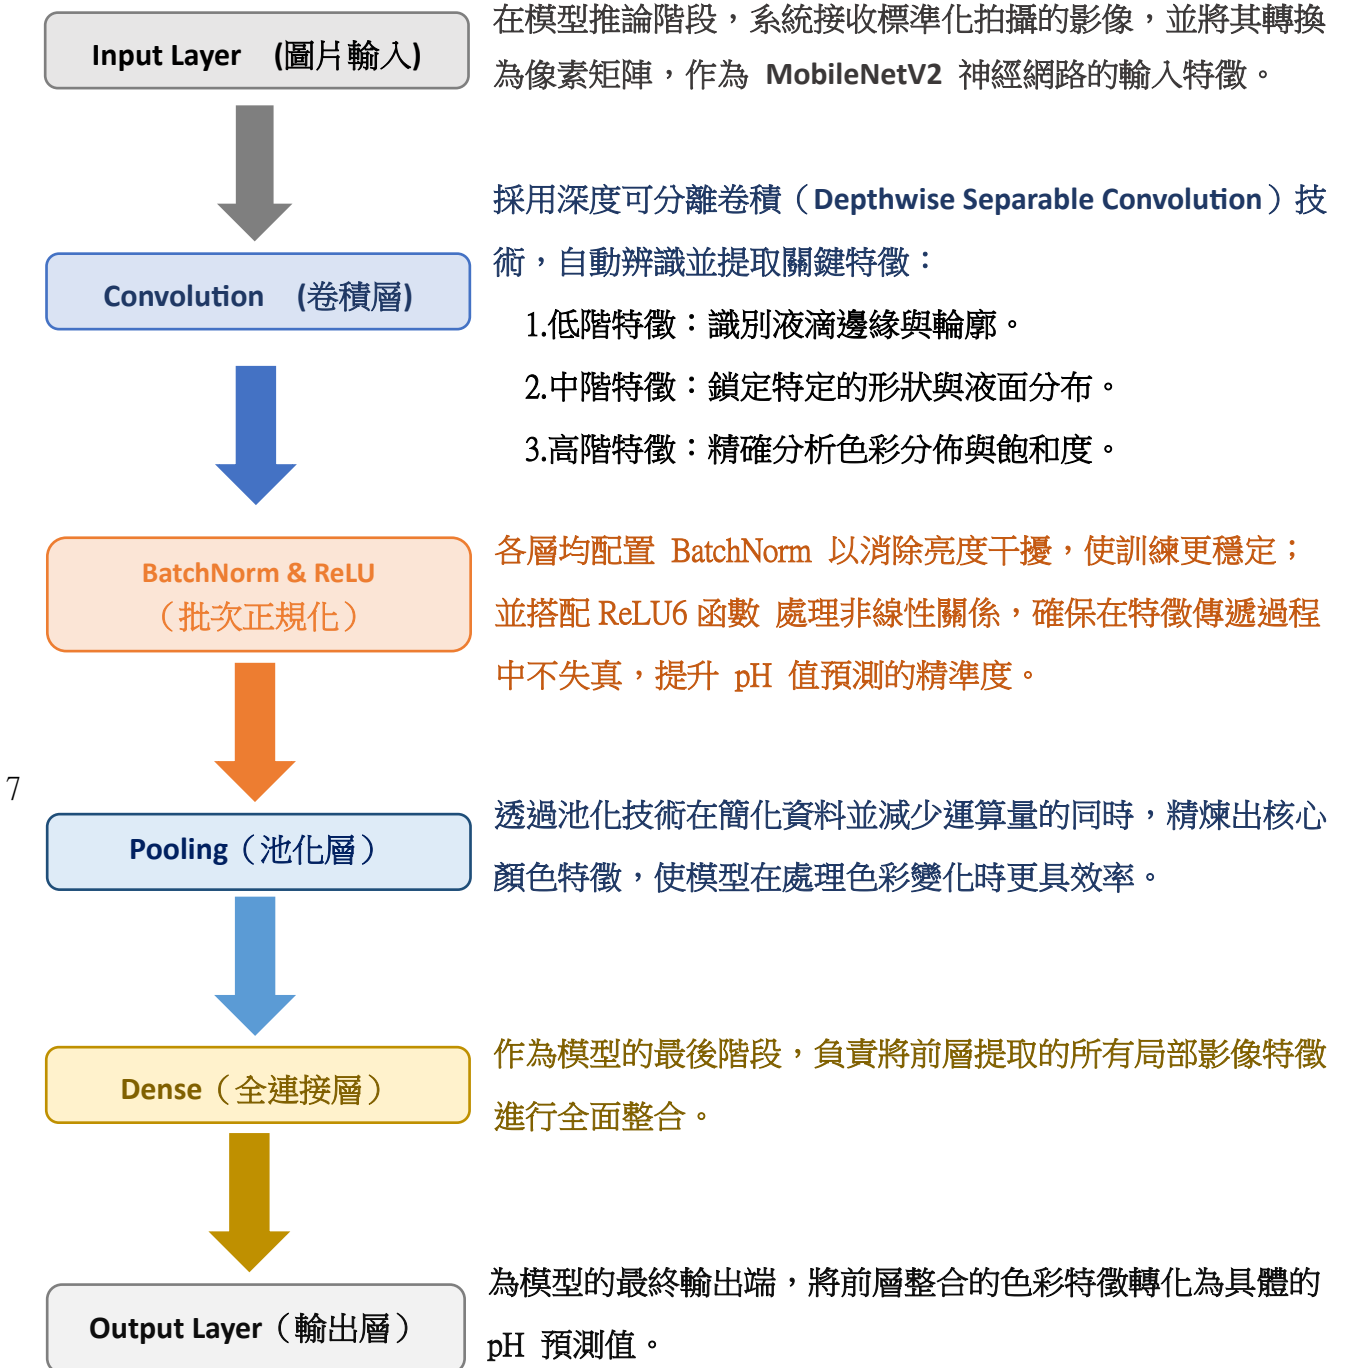 Input Layer (圖片輸入)
在模型推論階段，系統接收標準化拍攝的影像，並將其轉換
為像素矩陣，作為 MobileNetV2 神經網路的輸入特徵。
Convolution (卷積層)
採用深度可分離卷積（Depthwise Separable Convolution）技
術，自動辨識並提取關鍵特徵：
1.低階特徵：識別液滴邊緣與輪廓。
2.中階特徵：鎖定特定的形狀與液面分布。
3.高階特徵：精確分析色彩分佈與飽和度。
BatchNorm & ReLU
（批次正規化）
各層均配置 BatchNorm 以消除亮度干擾，使訓練更穩定；
並搭配 ReLU6 函數 處理非線性關係，確保在特徵傳遞過程
中不失真，提升 pH 值預測的精準度。
7
Pooling（池化層）
透過池化技術在簡化資料並減少運算量的同時，精煉出核心
顏色特徵，使模型在處理色彩變化時更具效率。
Dense（全連接層）
作為模型的最後階段，負責將前層提取的所有局部影像特徵
進行全面整合。
Output Layer（輸出層）
為模型的最終輸出端，將前層整合的色彩特徵轉化為具體的
pH 預測值。